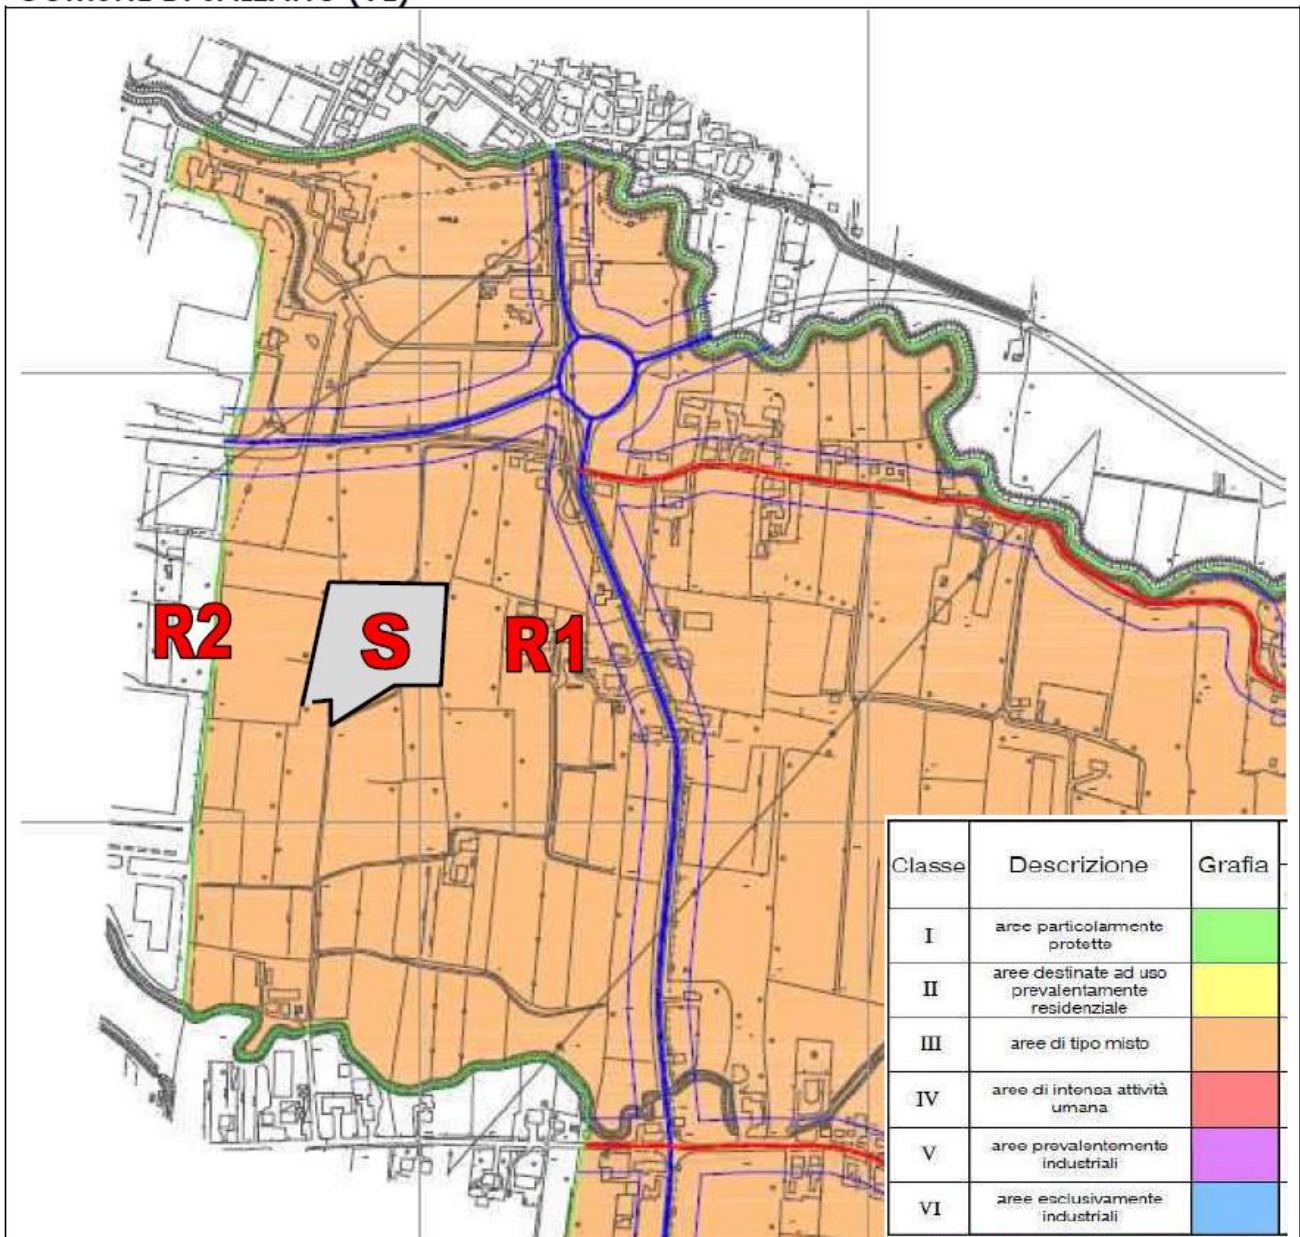 R2
S
R1
Classe Descrizione Grafia
I
aree particolarmente
protette
II
aree destinate ad uso
prevalentamente
residenziale
III
aree di tipo misto
IV
aree di intensa attività
umana
V
aree prevalentemente
industriali
VI
aree esclusivamente
industriali